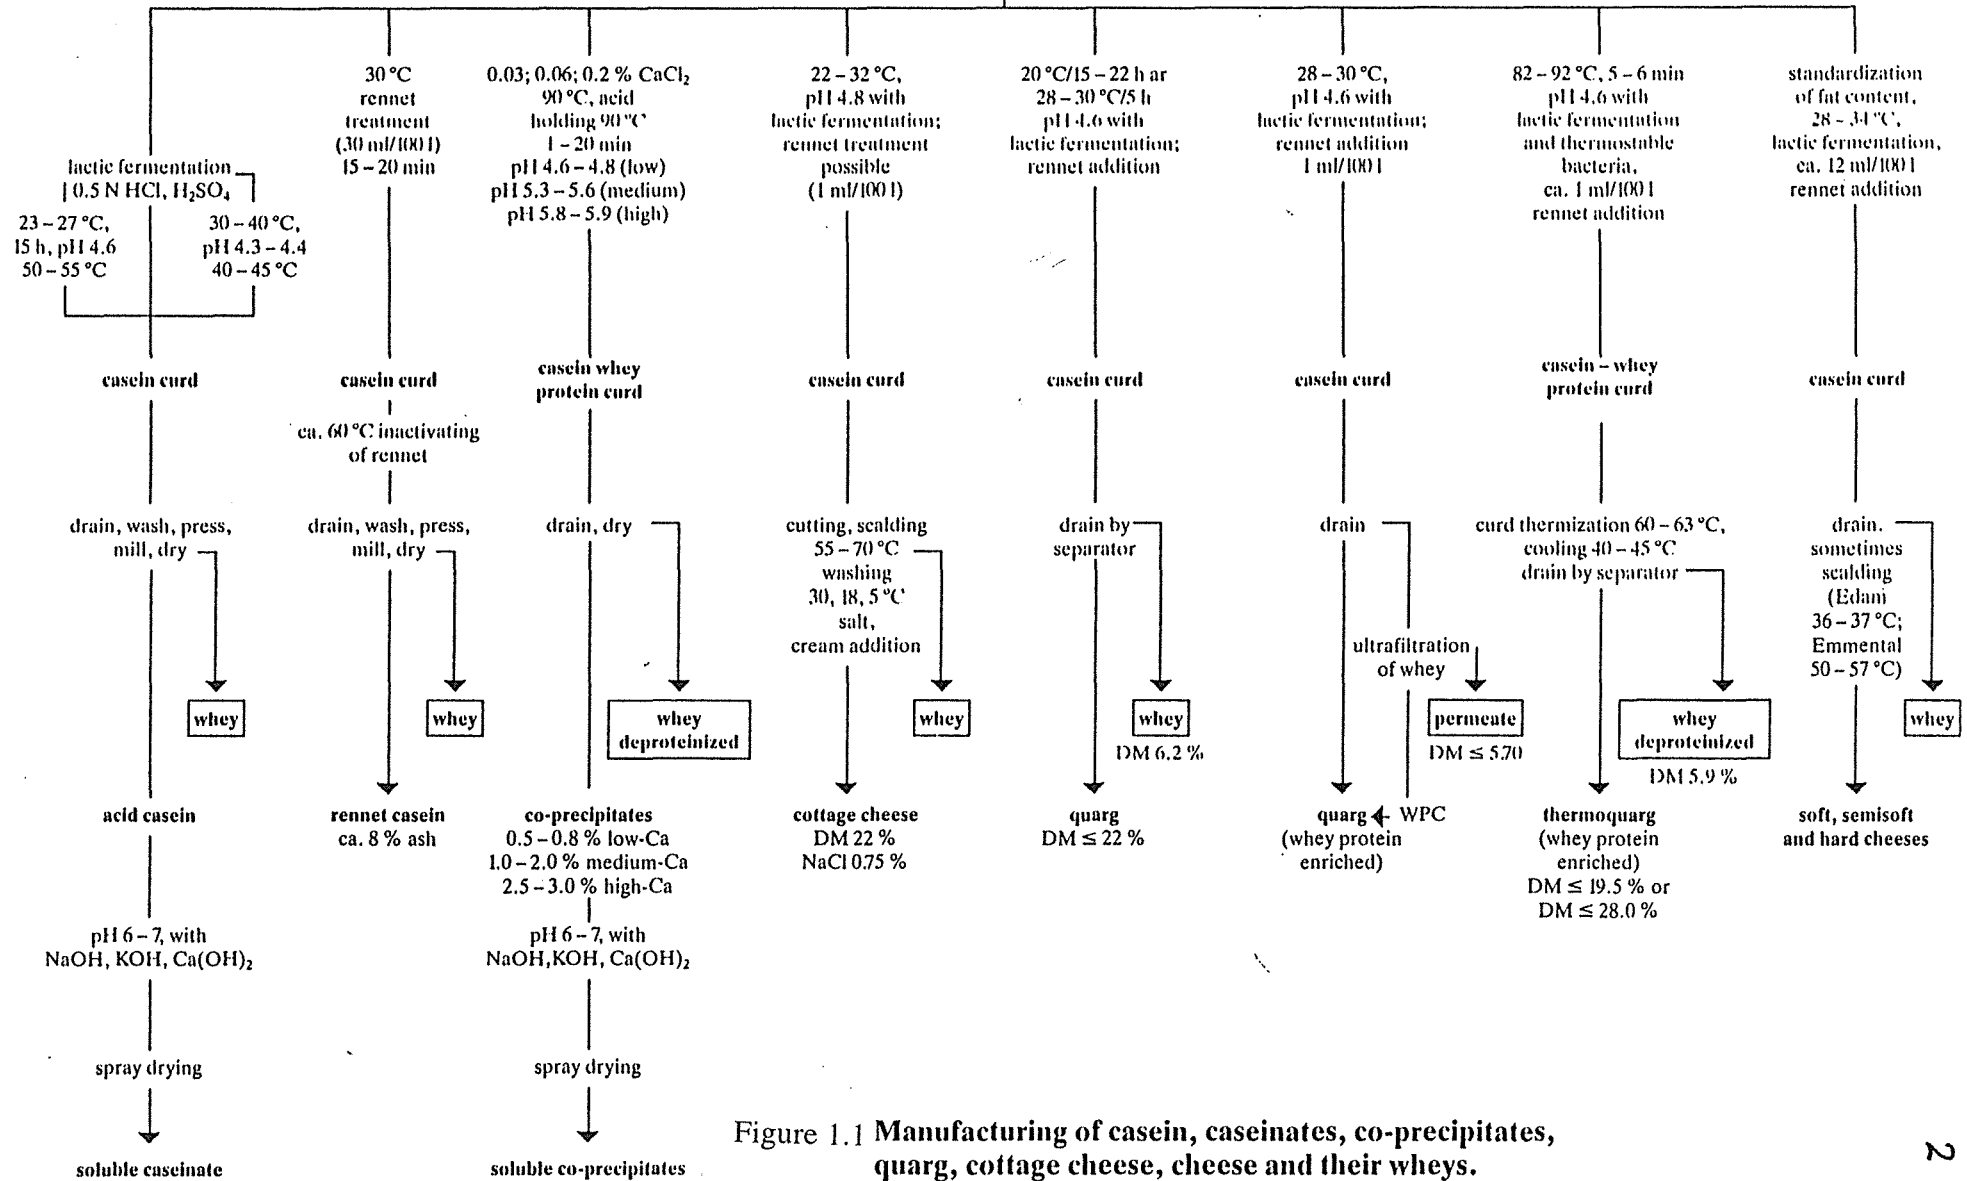 lactic fermentation
0.5 N HCl, H₂SO₄
23 – 27 °C,
15 h, pH 4.6
50 – 55 °C
30 – 40 °C,
pH 4.3 – 4.4
40 – 45 °C
casein curd
drain, wash, press,
mill, dry
whey
acid casein
pH 6 – 7, with
NaOH, KOH, Ca(OH)₂
spray drying
soluble caseinate
30 °C
rennet
treatment
(30 ml/100 l)
15 – 20 min
casein curd
ca. 60 °C inactivating
of rennet
drain, wash, press,
mill, dry
whey
rennet casein
ca. 8 % ash
0.03; 0.06; 0.2 % CaCl₂
90 °C, acid
holding 90 °C
1 – 20 min
pH 4.6 – 4.8 (low)
pH 5.3 – 5.6 (medium)
pH 5.8 – 5.9 (high)
casein whey
protein curd
drain, dry
whey
deproteinized
co-precipitates
0.5 – 0.8 % low-Ca
1.0 – 2.0 % medium-Ca
2.5 – 3.0 % high-Ca
pH 6 – 7, with
NaOH,KOH, Ca(OH)₂
spray drying
soluble co-precipitates
22 – 32 °C,
pH 4.8 with
lactic fermentation;
rennet treatment
possible
(1 ml/100 l)
casein curd
cutting, scalding
55 – 70 °C
washing
30, 18, 5 °C
salt,
cream addition
whey
cottage cheese
DM 22 %
NaCl 0.75 %
20 °C/15 – 22 h ar
28 – 30 °C/5 h
pH 4.6 with
lactic fermentation;
rennet addition
casein curd
drain by
separator
whey
DM 6.2 %
quarg
DM ≤ 22 %
28 – 30 °C,
pH 4.6 with
lactic fermentation;
rennet addition
1 ml/100 l
casein curd
drain
ultrafiltration
of whey
permeate
DM ≤ 5.70
quarg WPC
(whey protein
enriched)
82 – 92 °C, 5 – 6 min
pH 4.6 with
lactic fermentation
and thermostable
bacteria,
ca. 1 ml/100 l
rennet addition
casein – whey
protein curd
curd thermization 60 – 63 °C,
cooling 40 – 45 °C
drain by separator
whey
deproteinized
DM 5.9 %
thermoquarg
(whey protein
enriched)
DM ≤ 19.5 % or
DM ≤ 28.0 %
standardization
of fat content,
28 – 34 °C,
lactic fermentation,
ca. 12 ml/100 l
rennet addition
casein curd
drain.
sometimes
scalding
(Edam
36 – 37 °C;
Emmental
50 – 57 °C)
whey
soft, semisoft
and hard cheeses
Figure 1.1 Manufacturing of casein, caseinates, co-precipitates,
quarg, cottage cheese, cheese and their wheys.
2